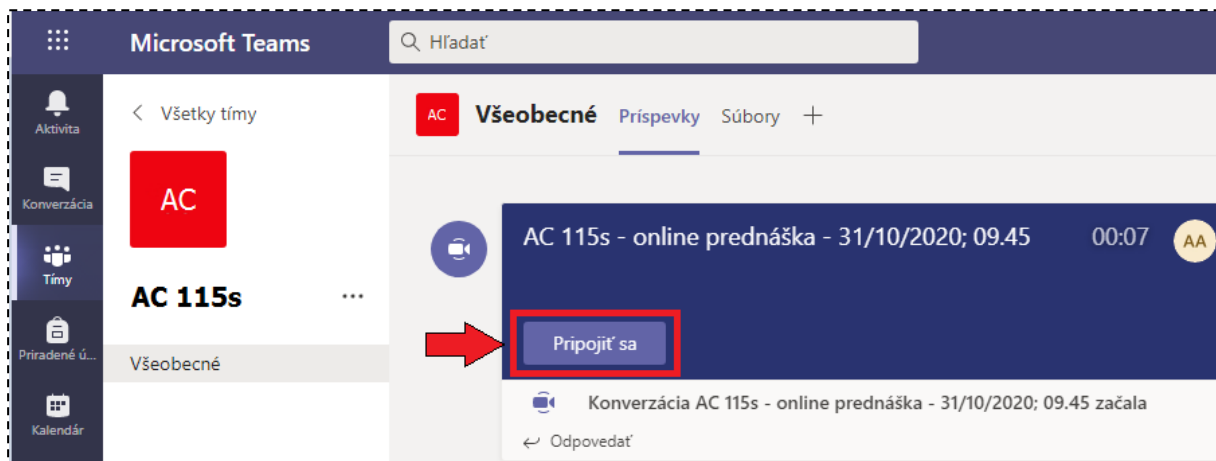 Microsoft Teams
Hľadať
Aktivita
Konverzácia
Tímy
Priradené ú...
Kalendár
Všetky tímy
AC
AC 115s
...
Všeobecné
AC
Všeobecné
Príspevky
Súbory
+
AC 115s - online prednáška - 31/10/2020; 09.45
00:07
AA
Pripojiť sa
Konverzácia AC 115s - online prednáška - 31/10/2020; 09.45 začala
Odpovedať